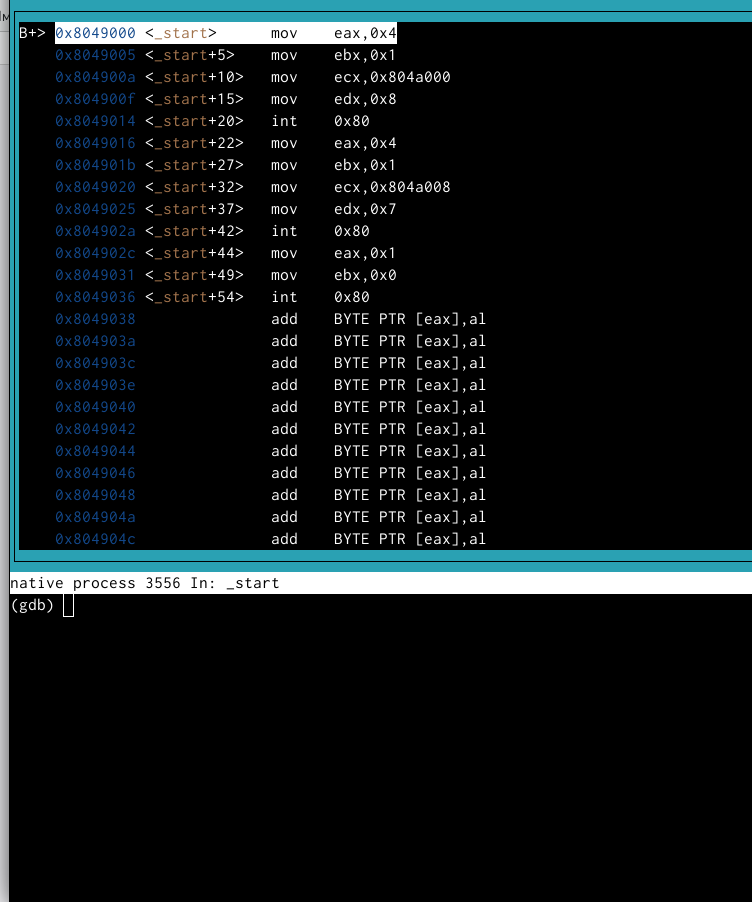 B+> 0x8049000 <_start> mov eax,0x4
0x8049005 <_start+5> mov ebx,0x1
0x804900a <_start+10> mov ecx,0x804a000
0x804900f <_start+15> mov edx,0x8
0x8049014 <_start+20> int 0x80
0x8049016 <_start+22> mov eax,0x4
0x804901b <_start+27> mov ebx,0x1
0x8049020 <_start+32> mov ecx,0x804a008
0x8049025 <_start+37> mov edx,0x7
0x804902a <_start+42> int 0x80
0x804902c <_start+44> mov eax,0x1
0x8049031 <_start+49> mov ebx,0x0
0x8049036 <_start+54> int 0x80
0x8049038 add BYTE PTR [eax],al
0x804903a add BYTE PTR [eax],al
0x804903c add BYTE PTR [eax],al
0x804903e add BYTE PTR [eax],al
0x8049040 add BYTE PTR [eax],al
0x8049042 add BYTE PTR [eax],al
0x8049044 add BYTE PTR [eax],al
0x8049046 add BYTE PTR [eax],al
0x8049048 add BYTE PTR [eax],al
0x804904a add BYTE PTR [eax],al
0x804904c add BYTE PTR [eax],al
native process 3556 In: _start
(gdb)